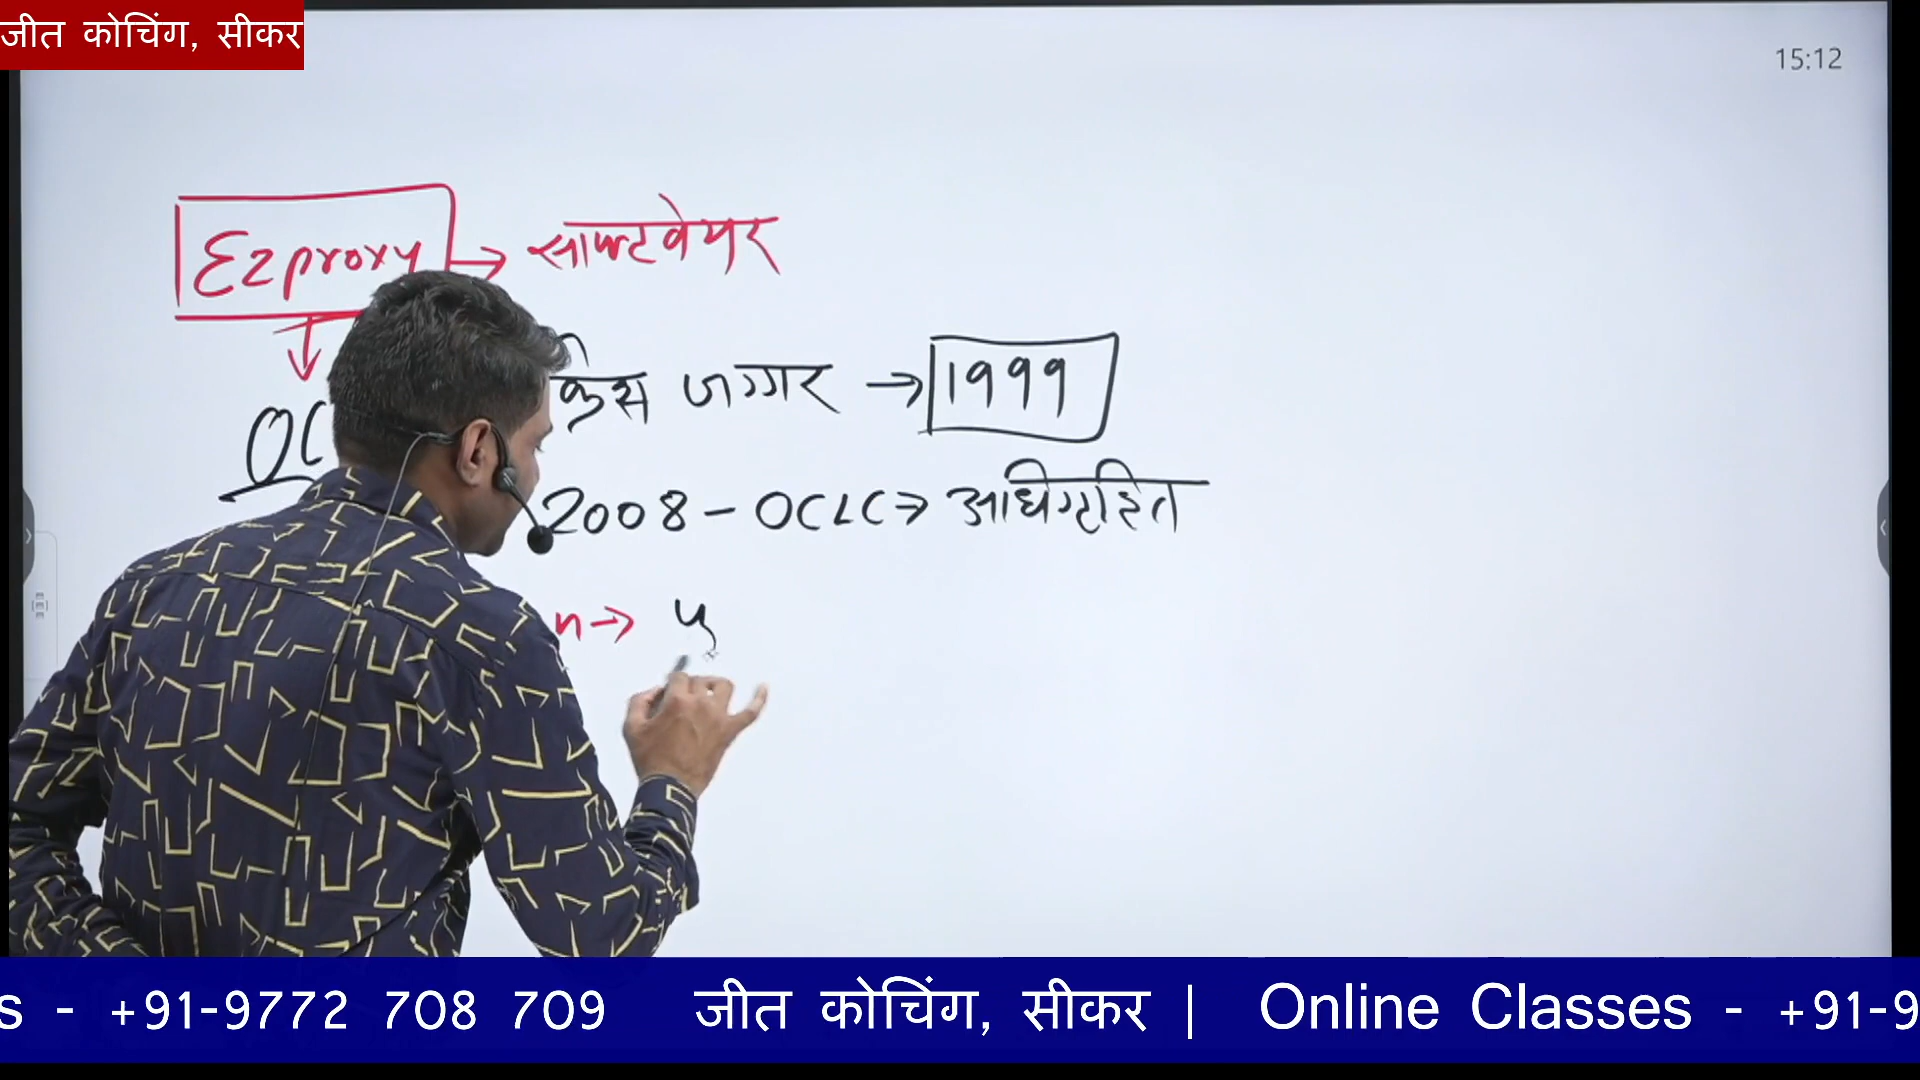 जीत कोचिंग, सीकर
15:12
Ezproxy → साफ्टवेयर
जग्गर → 1999
2008 - OCLC → अधिग्रहित
s - +91-9772 708 709 जीत कोचिंग, सीकर | Online Classes - +91-9